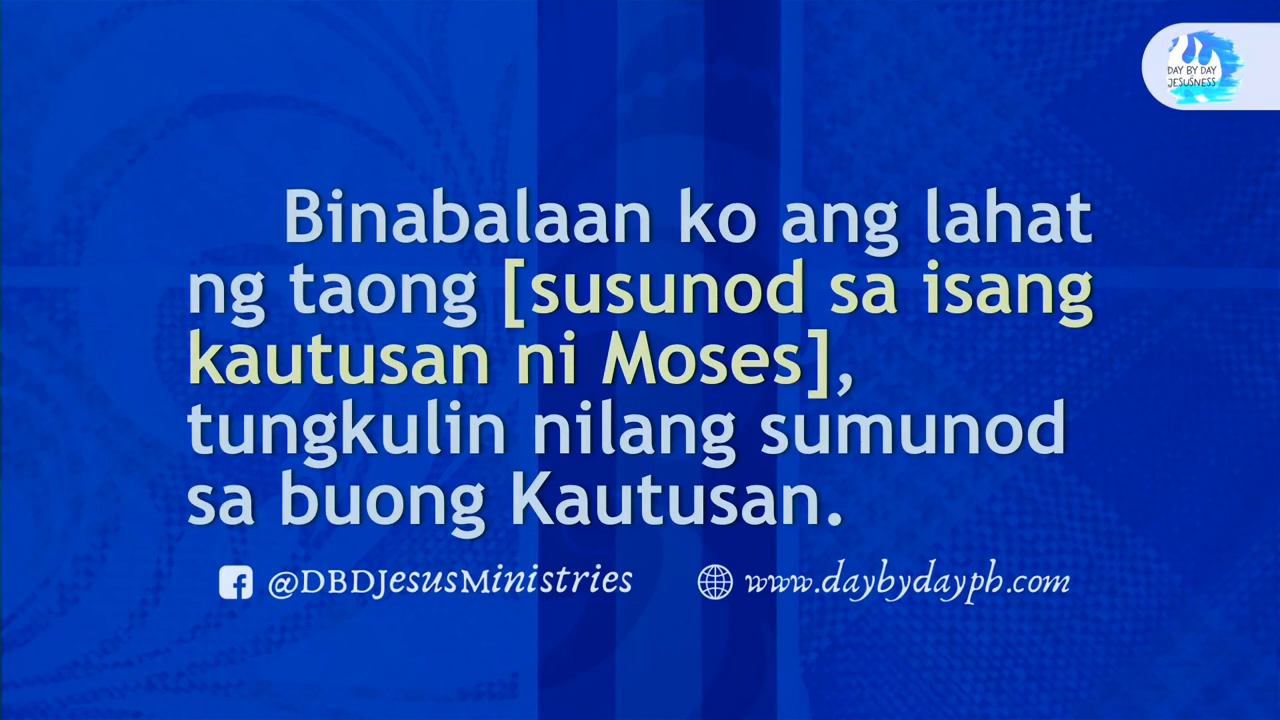 DAY BY DAY
JESUSNESS
Binabalaan ko ang lahat
ng taong [susunod sa isang
kautusan ni Moses],
tungkulin nilang sumunod
sa buong Kautusan.
@DBDJesusMinistries
www.daybydayph.com